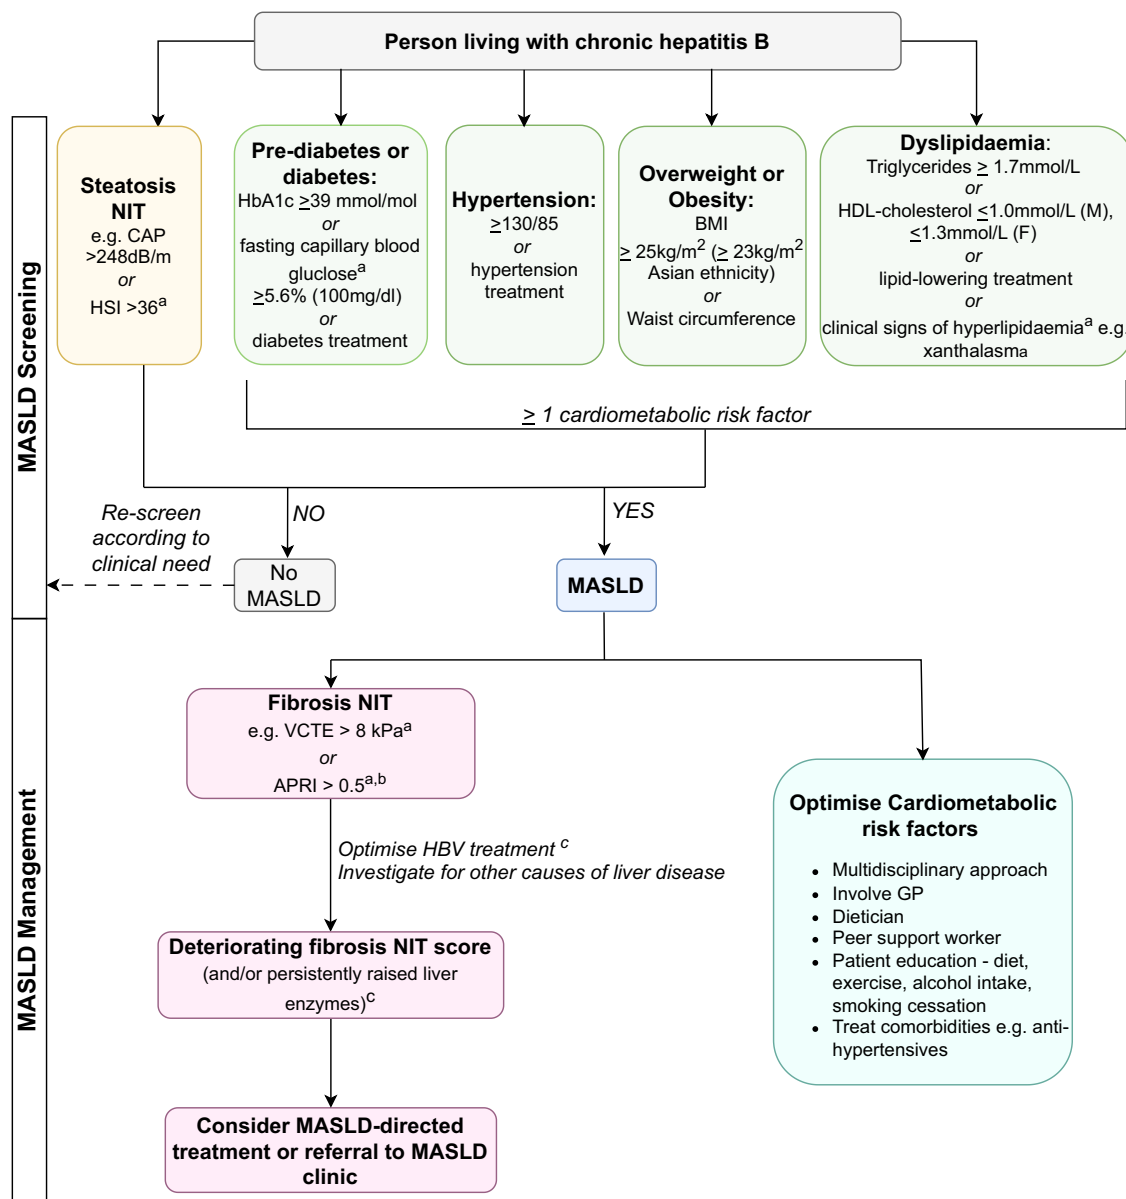 Person living with chronic hepatitis B
MASLD Screening
Steatosis
NIT
e.g. CAP
>248dB/m
or
HSI >36a
Pre-diabetes or
diabetes:
HbA1c ≥39 mmol/mol
or
fasting capillary blood
gluclosea
≥5.6% (100mg/dl)
or
diabetes treatment
Hypertension:
≥130/85
or
hypertension
treatment
Overweight or
Obesity:
BMI
≥ 25kg/m2 (≥ 23kg/m2
Asian ethnicity)
or
Waist circumference
Dyslipidaemia:
Triglycerides ≥ 1.7mmol/L
or
HDL-cholesterol ≤1.0mmol/L (M),
≤1.3mmol/L (F)
or
lipid-lowering treatment
or
clinical signs of hyperlipidaemiaa e.g.
xanthalasma
≥ 1 cardiometabolic risk factor
Re-screen
according to
clinical need
NO
YES
No
MASLD
MASLD
MASLD Management
Fibrosis NIT
e.g. VCTE > 8 kPaa
or
APRI > 0.5a,b
Optimise HBV treatment c
Investigate for other causes of liver disease
Deteriorating fibrosis NIT score
(and/or persistently raised liver
enzymes)c
Consider MASLD-directed
treatment or referral to MASLD
clinic
Optimise Cardiometabolic
risk factors
• Multidisciplinary approach
• Involve GP
• Dietician
• Peer support worker
• Patient education - diet,
exercise, alcohol intake,
smoking cessation
• Treat comorbidities e.g. anti-
hypertensives